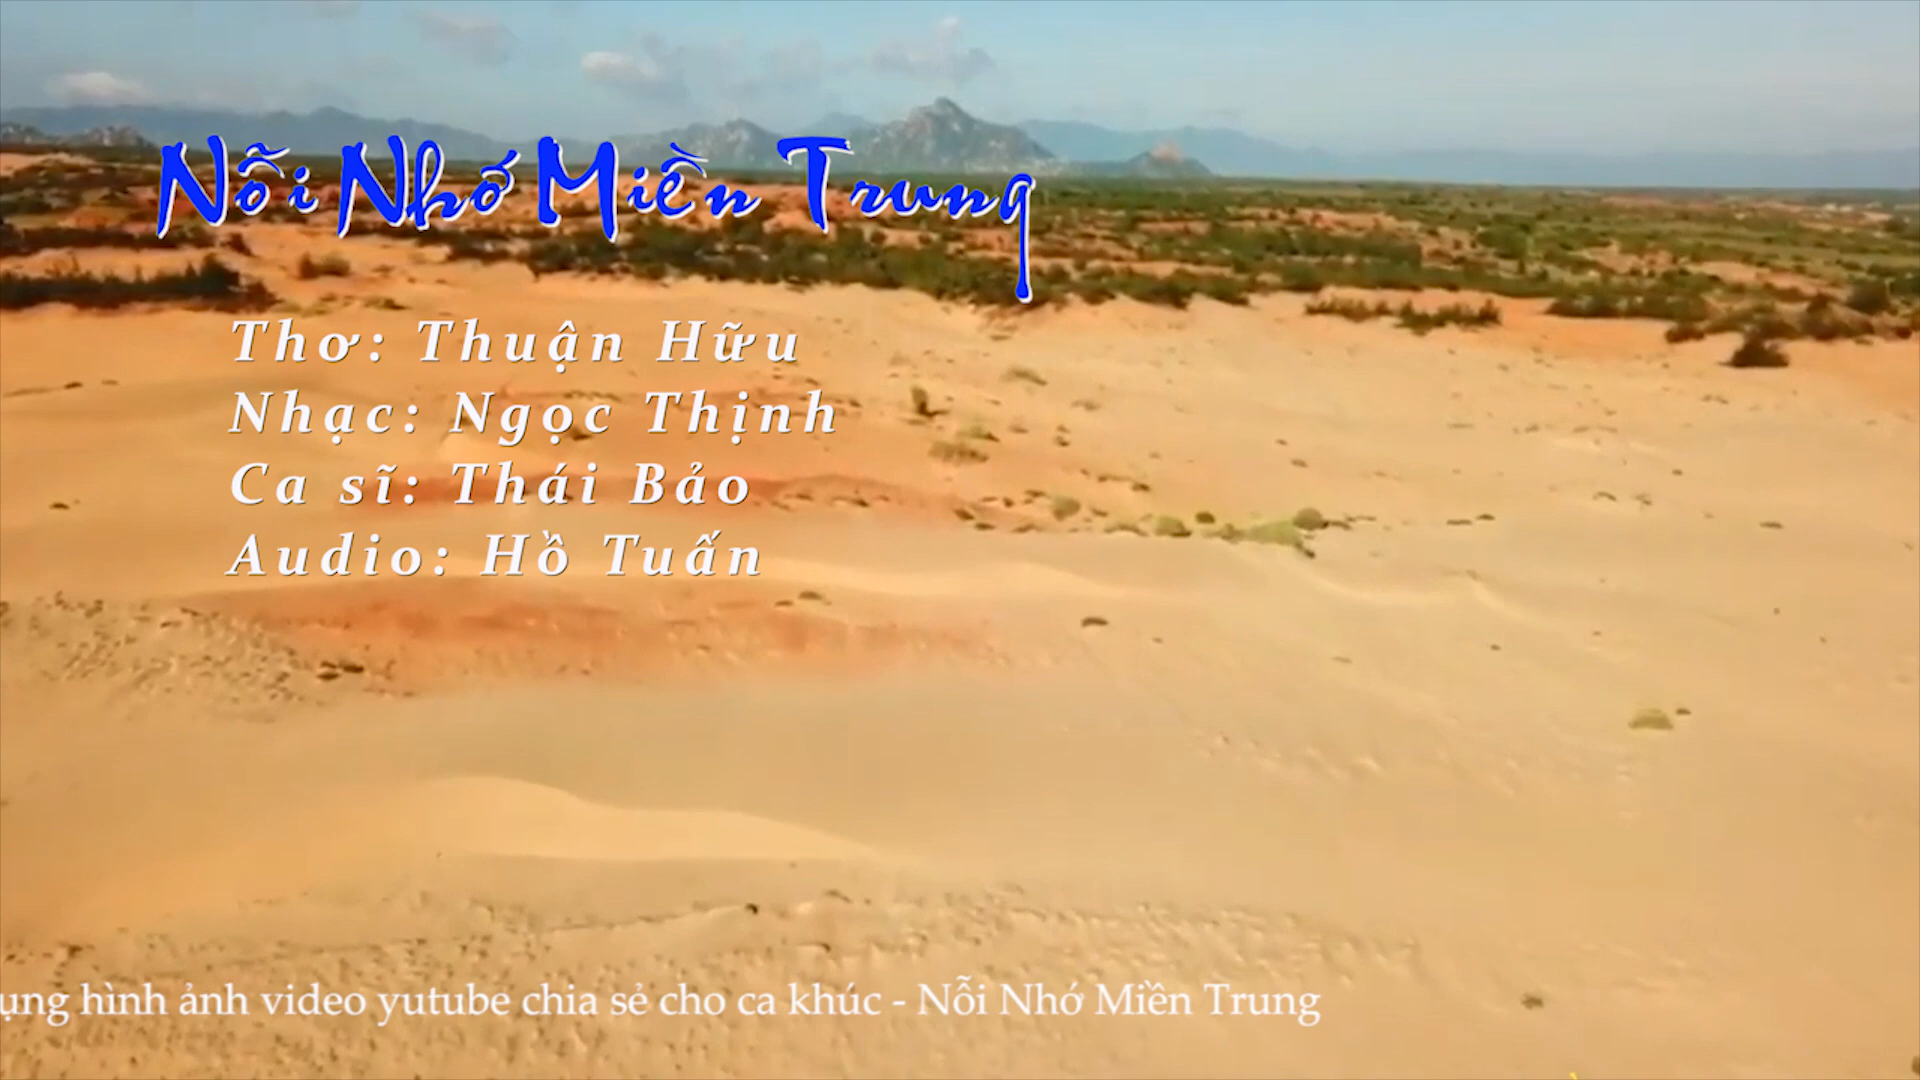 Nỗi Nhớ Miền Trung
Thơ: Thuận Hữu
Nhạc: Ngọc Thịnh
Ca sĩ: Thái Bảo
Audio: Hồ Tuấn
hình ảnh video yutube chia sẻ cho ca khúc - Nỗi Nhớ Miền Trung